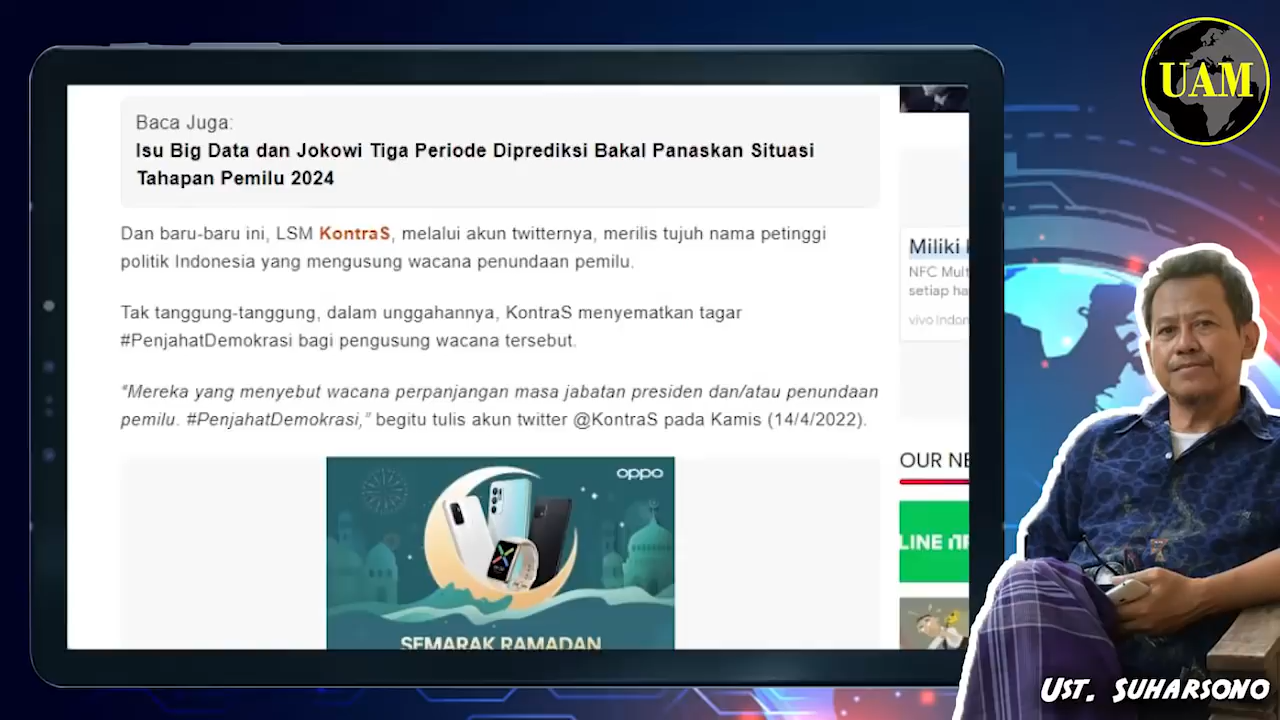 UAM
Baca Juga:
Isu Big Data dan Jokowi Tiga Periode Diprediksi Bakal Panaskan Situasi
Tahapan Pemilu 2024
Dan baru-baru ini, LSM KontraS, melalui akun twitternya, merilis tujuh nama petinggi
politik Indonesia yang mengusung wacana penundaan pemilu.
Tak tanggung-tanggung, dalam unggahannya, KontraS menyematkan tagar
#PenjahatDemokrasi bagi pengusung wacana tersebut.
“Mereka yang menyebut wacana perpanjangan masa jabatan presiden dan/atau penundaan
pemilu. #PenjahatDemokrasi,” begitu tulis akun twitter @KontraS pada Kamis (14/4/2022).
oppo
SEMARAK RAMADAN
Miliki
NFC Mult
setiap ha
vivo Indon
OUR NE
LINE
UST. SUHARSONO